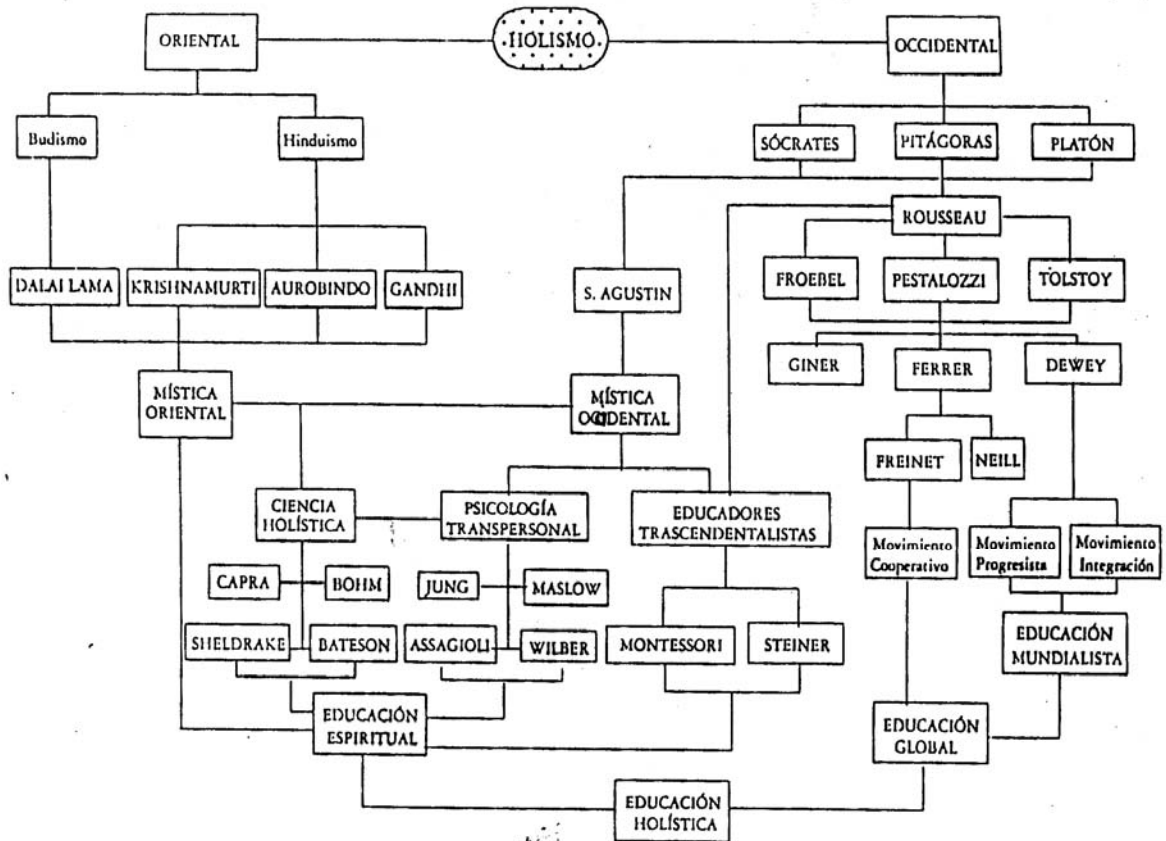 HOLISMO
ORIENTAL
OCCIDENTAL
Budismo
Hinduismo
SÓCRATES
PITÁGORAS
PLATÓN
ROUSSEAU
DALAI LAMA
KRISHNAMURTI
AUROBINDO
GANDHI
S. AGUSTIN
FROEBEL
PESTALOZZI
TOLSTOY
GINER
FERRER
DEWEY
MÍSTICA
ORIENTAL
MÍSTICA
OCCIDENTAL
FREINET
NEILL
CIENCIA
HOLÍSTICA
PSICOLOGÍA
TRANSPERSONAL
EDUCADORES
TRASCENDENTALISTAS
Movimiento
Cooperativo
Movimiento
Progresista
Movimiento
Integración
CAPRA
BOHM
JUNG
MASLOW
SHELDRAKE
BATESON
ASSAGIOLI
WILBER
MONTESSORI
STEINER
EDUCACIÓN
MUNDIALISTA
EDUCACIÓN
ESPIRITUAL
EDUCACIÓN
GLOBAL
EDUCACIÓN
HOLÍSTICA